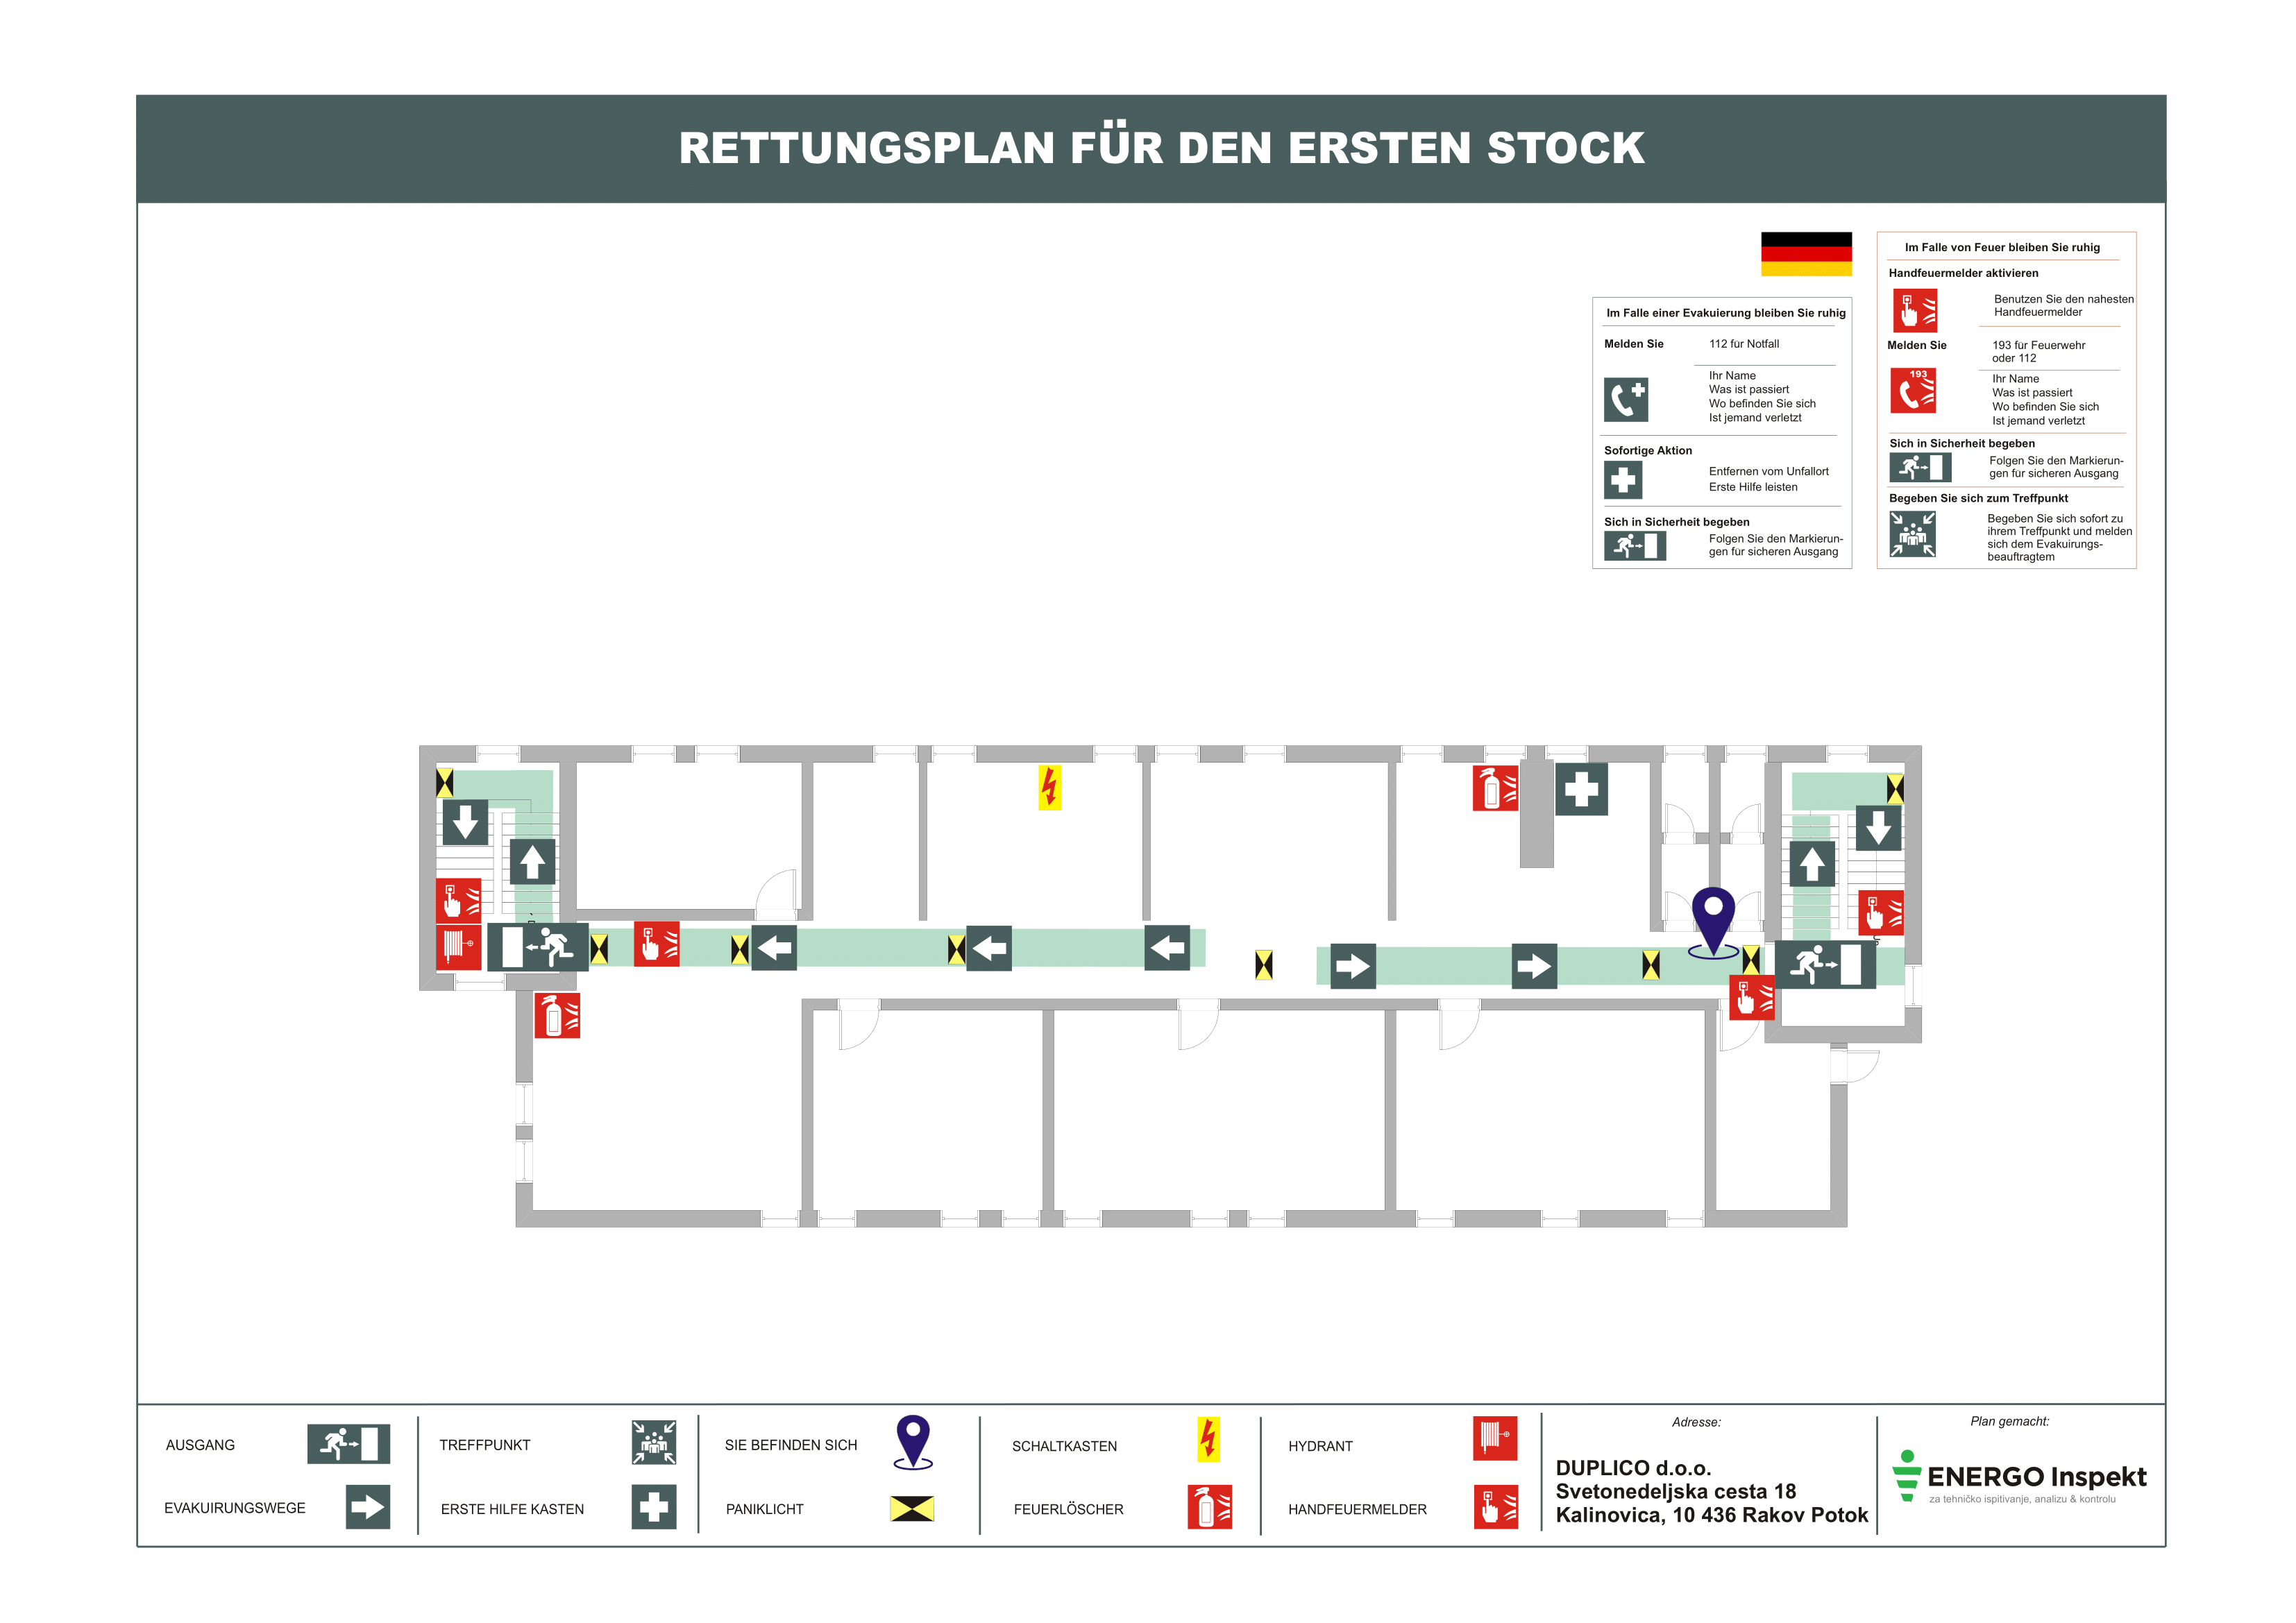 RETTUNGSPLAN FÜR DEN ERSTEN STOCK
Im Falle einer Evakuierung bleiben Sie ruhig
Melden Sie
112 für Notfall
Ihr Name
Was ist passiert
Wo befinden Sie sich
Ist jemand verletzt
Sofortige Aktion
Entfernen vom Unfallort
Erste Hilfe leisten
Sich in Sicherheit begeben
Folgen Sie den Markierun-
gen für sicheren Ausgang
Im Falle von Feuer bleiben Sie ruhig
Handfeuermelder aktivieren
Benutzen Sie den nahesten
Handfeuermelder
Melden Sie
193 für Feuerwehr
oder 112
193
Ihr Name
Was ist passiert
Wo befinden Sie sich
Ist jemand verletzt
Sich in Sicherheit begeben
Folgen Sie den Markierun-
gen für sicheren Ausgang
Begeben Sie sich zum Treffpunkt
Begeben Sie sich sofort zu
ihrem Treffpunkt und melden
sich dem Evakuirungs-
beauftragtem
AUSGANG
EVAKUIRUNGSWEGE
TREFFPUNKT
ERSTE HILFE KASTEN
SIE BEFINDEN SICH
PANIKLICHT
SCHALTKASTEN
FEUERLÖSCHER
HYDRANT
HANDFEUERMELDER
Adresse:
DUPLICO d.o.o.
Svetonedeljska cesta 18
Kalinovica, 10 436 Rakov Potok
Plan gemacht:
ENERGO Inspekt
za tehničko ispitivanje, analizu & kontrolu